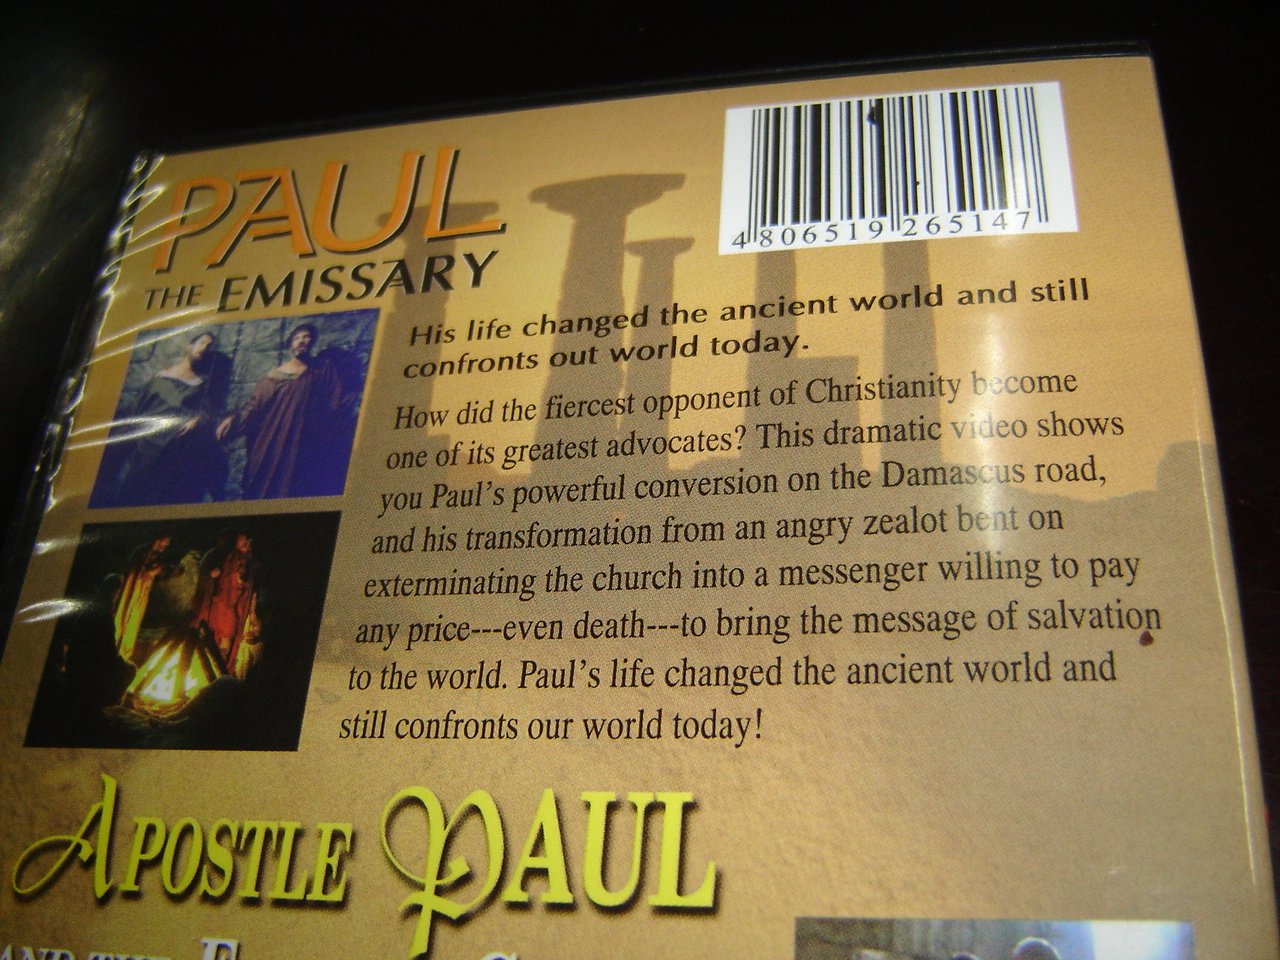 PAUL
THE EMISSARY
4 806519 265147
His life changed the ancient world and still
confronts out world today.
How did the fiercest opponent of Christianity become
one of its greatest advocates? This dramatic video shows
you Paul's powerful conversion on the Damascus road,
and his transformation from an angry zealot bent on
exterminating the church into a messenger willing to pay
any price---even death---to bring the message of salvation
to the world. Paul's life changed the ancient world and
still confronts our world today!
APOSTLE PAUL
AND THE